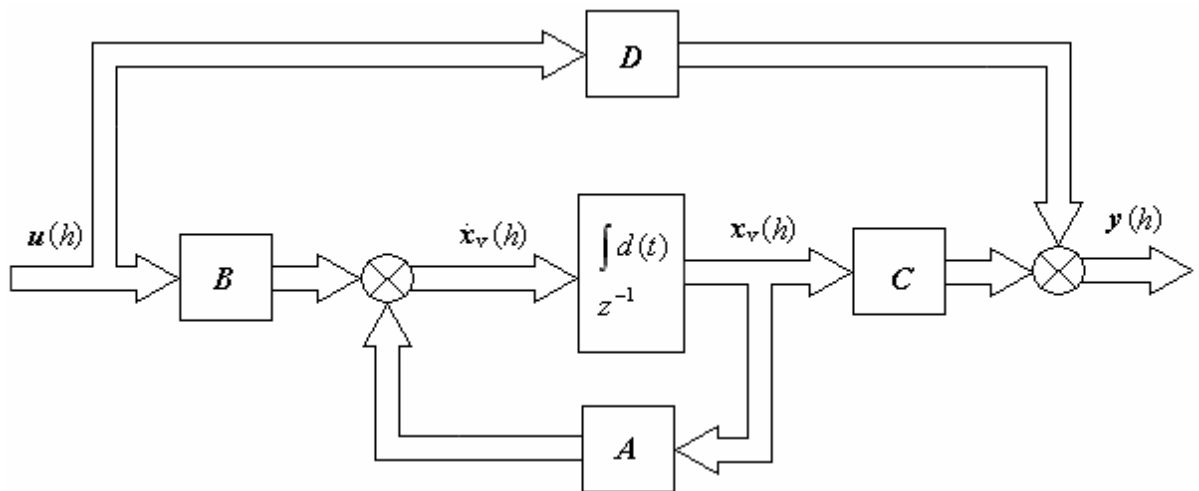 D
u(h)
B
ẋᵥ(h)
∫ d(t)
z⁻¹
xᵥ(h)
C
y(h)
A